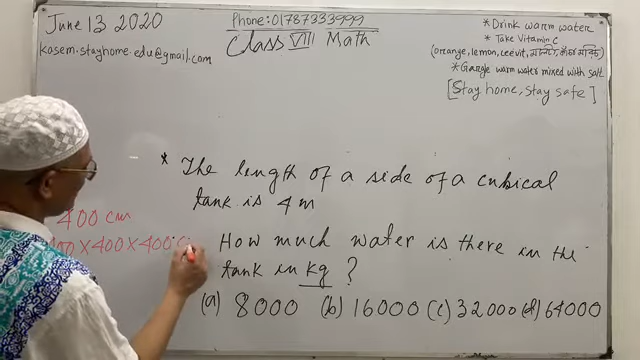 June 13 2020
kasem.stayhome.edu@gmail.com
Phone: 01787333999
Class VIII Math
* Drink warm water
* Take Vitamin C
(orange, lemon, ceevit,
* Gargle warm water mixed with salt
[Stay home, stay safe]
* The length of a side of a cubical
tank is 4 m
How much water is there in the
tank in kg ?
(a) 8000 (b) 16000 (c) 32000 (d) 64000
400 cm
400 X 400 X 400 c